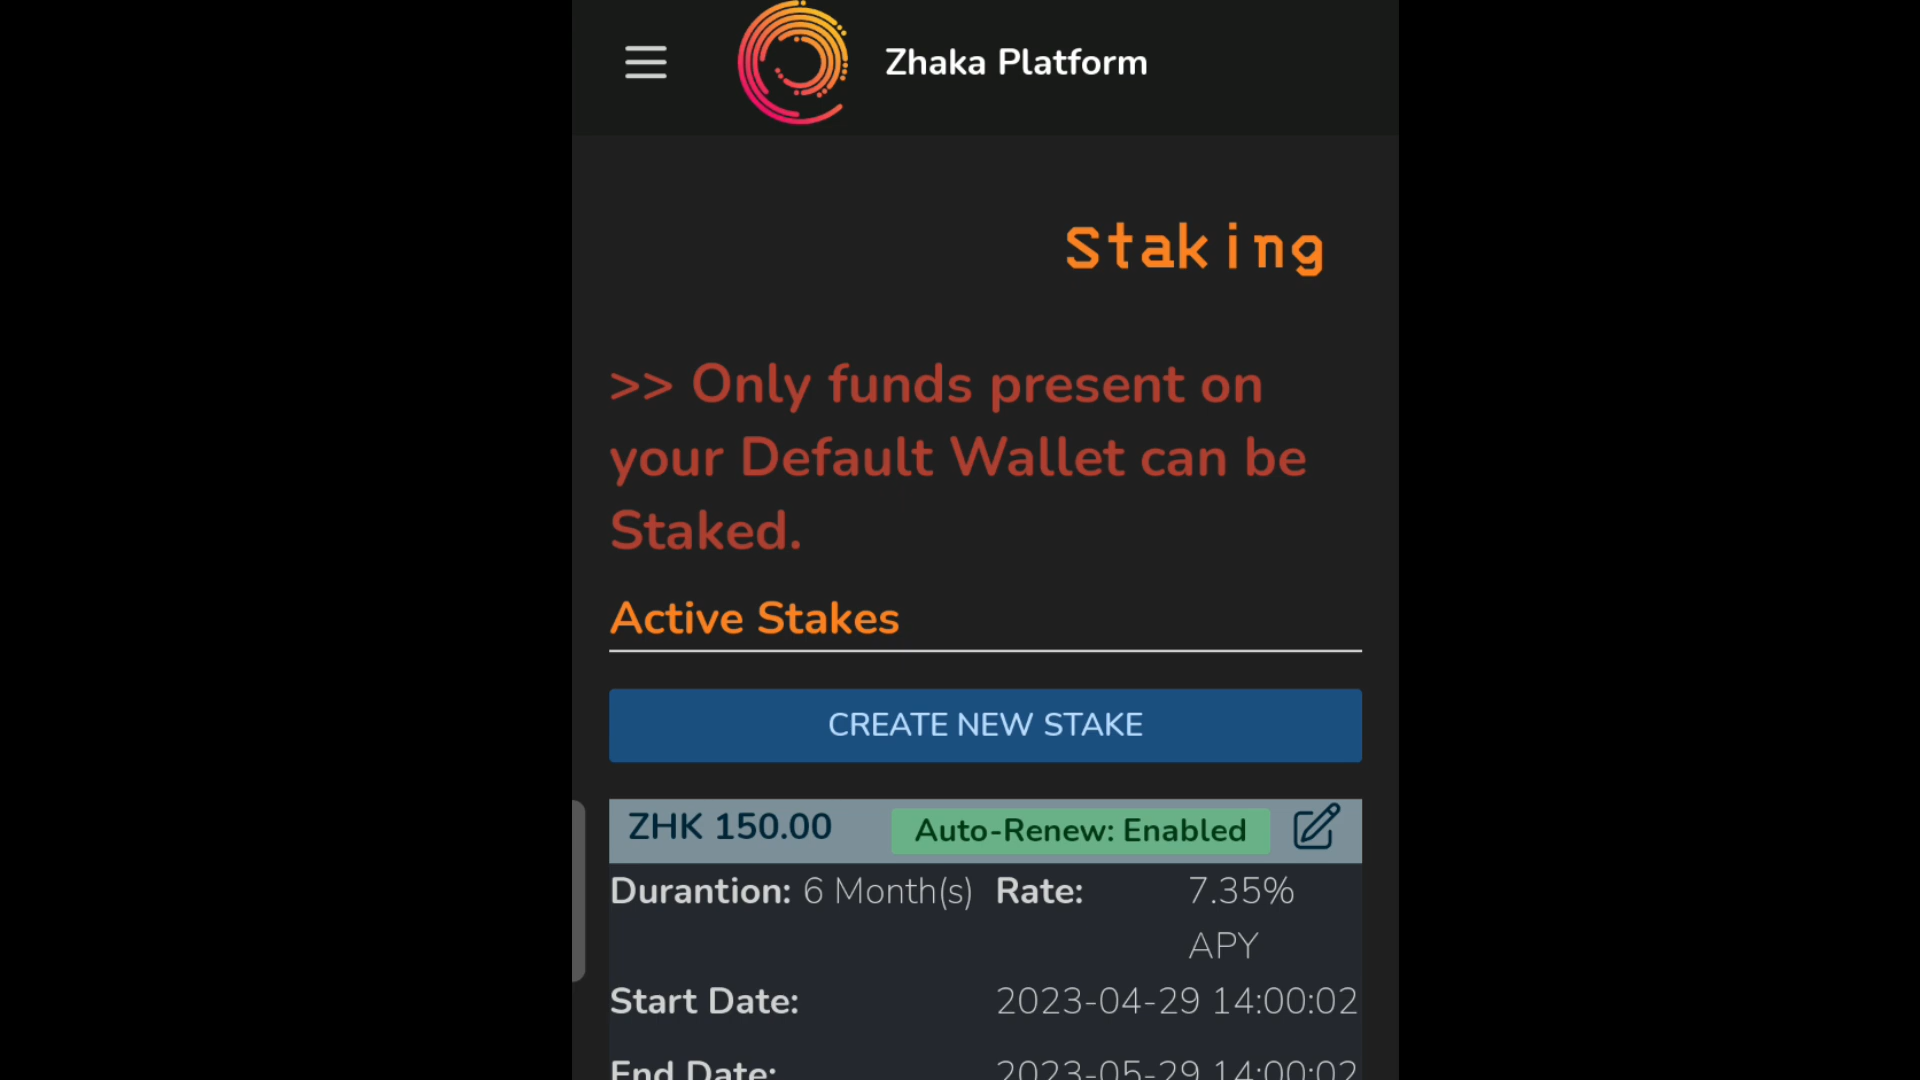 Zhaka Platform
Staking
>> Only funds present on
your Default Wallet can be
Staked.
Active Stakes
CREATE NEW STAKE
ZHK 150.00 Auto-Renew: Enabled
Durantion: 6 Month(s) Rate: 7.35%
APY
Start Date: 2023-04-29 14:00:02
End Date: 2023-05-29 14:00:02